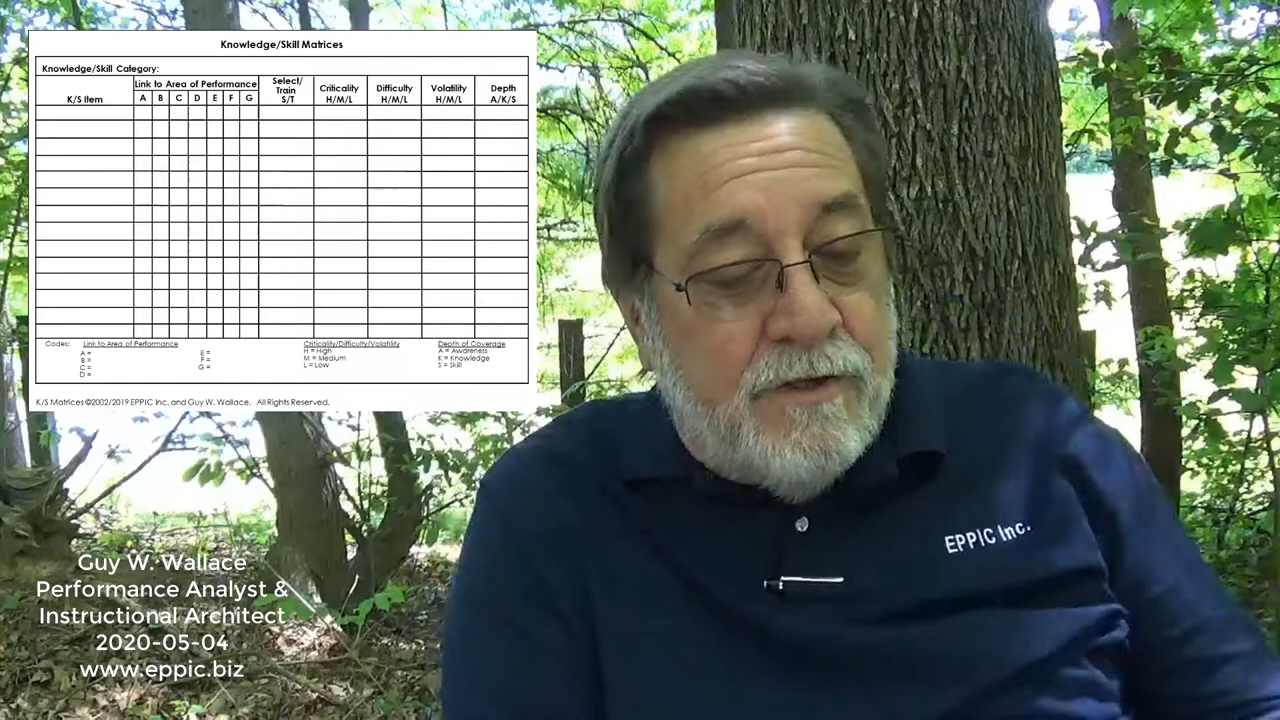 Knowledge/Skill Matrices
Knowledge/Skill Category:
K/S Item
Link to Area of Performance
A B C D E F G
Select/
Train
S/T
Criticality
H/M/L
Difficulty
H/M/L
Volatility
H/M/L
Depth
A/K/S
Codes:
Link to Area of Performance
A =
B =
C =
D =
E =
F =
G =
Criticality/Difficulty/Volatility
H = High
M = Medium
L = Low
Depth of Coverage
A = Awareness
K = Knowledge
S = Skill
K/S Matrices ©2002/2019 EPPIC Inc. and Guy W. Wallace. All Rights Reserved.
EPPIC Inc.
Guy W. Wallace
Performance Analyst &
Instructional Architect
2020-05-04
www.eppic.biz